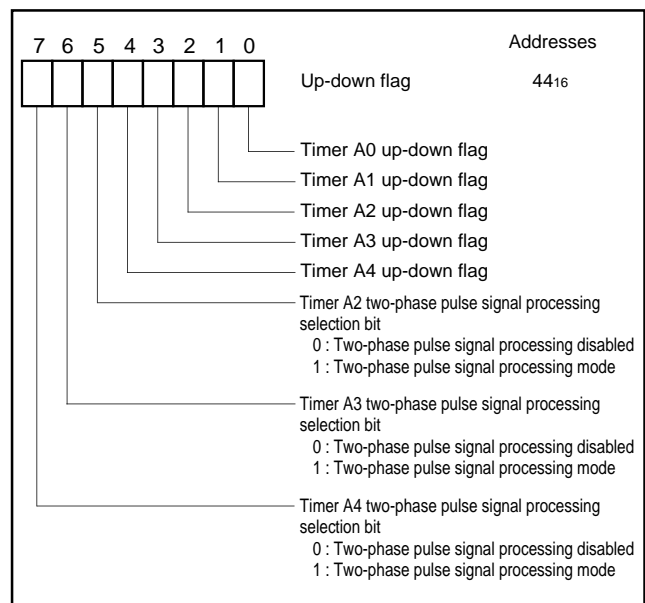 7 6 5 4 3 2 1 0
Addresses
Up-down flag 44₁₆
Timer A0 up-down flag
Timer A1 up-down flag
Timer A2 up-down flag
Timer A3 up-down flag
Timer A4 up-down flag
Timer A2 two-phase pulse signal processing
selection bit
0 : Two-phase pulse signal processing disabled
1 : Two-phase pulse signal processing mode
Timer A3 two-phase pulse signal processing
selection bit
0 : Two-phase pulse signal processing disabled
1 : Two-phase pulse signal processing mode
Timer A4 two-phase pulse signal processing
selection bit
0 : Two-phase pulse signal processing disabled
1 : Two-phase pulse signal processing mode